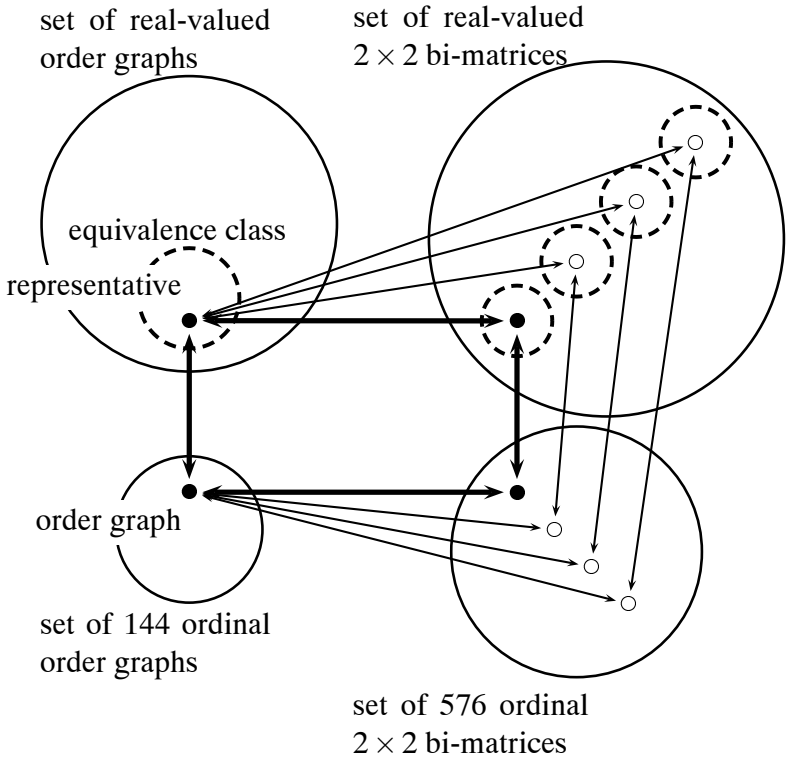 set of real-valued
order graphs
set of real-valued
2 × 2 bi-matrices
equivalence class
representative
order graph
set of 144 ordinal
order graphs
set of 576 ordinal
2 × 2 bi-matrices